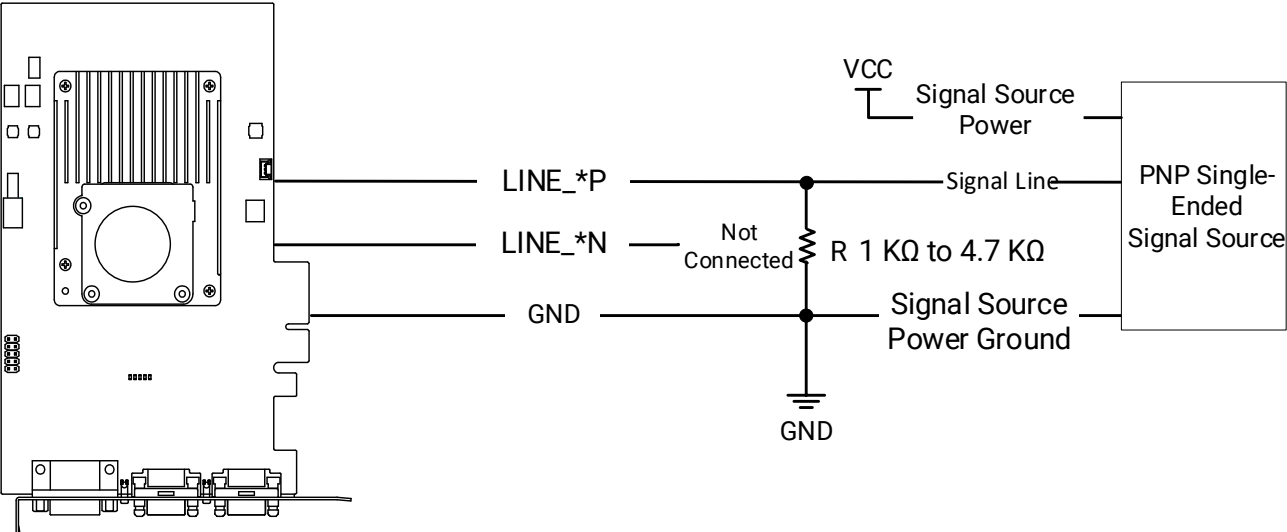 VCC
Signal Source
Power
LINE_*P
Signal Line
PNP Single-
Ended
Signal Source
LINE_*N
Not
Connected
R 1 KΩ to 4.7 KΩ
GND
Signal Source
Power Ground
GND